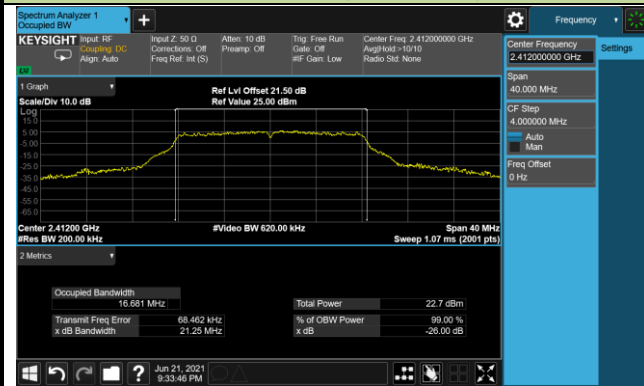 Spectrum Analyzer 1
Occupied BW
+
Frequency
KEYSIGHT
Input: RF
Coupling: DC
Align: Auto
Input Z: 50 Ω
Corrections: Off
Freq Ref: Int (S)
Atten: 10 dB
Preamp: Off
Trig: Free Run
Gate: Off
#IF Gain: Low
Center Freq: 2.412000000 GHz
Avg|Hold:>10/10
Radio Std: None
Center Frequency
2.412000000 GHz
Settings
Span
40.000 MHz
CF Step
4.000000 MHz
Auto
Man
Freq Offset
0 Hz
1 Graph
Scale/Div 10.0 dB
Ref Lvl Offset 21.50 dB
Ref Value 25.00 dBm
Log
15.0
5.00
-5.00
-15.0
-25.0
-35.0
-45.0
-55.0
-65.0
Center 2.41200 GHz
#Res BW 200.00 kHz
#Video BW 620.00 kHz
Span 40 MHz
Sweep 1.07 ms (2001 pts)
2 Metrics
Occupied Bandwidth
16.681 MHz
Total Power 22.7 dBm
Transmit Freq Error 68.462 kHz
% of OBW Power 99.00 %
x dB Bandwidth 21.25 MHz
x dB -26.00 dB
?
Jun 21, 2021
9:33:46 PM